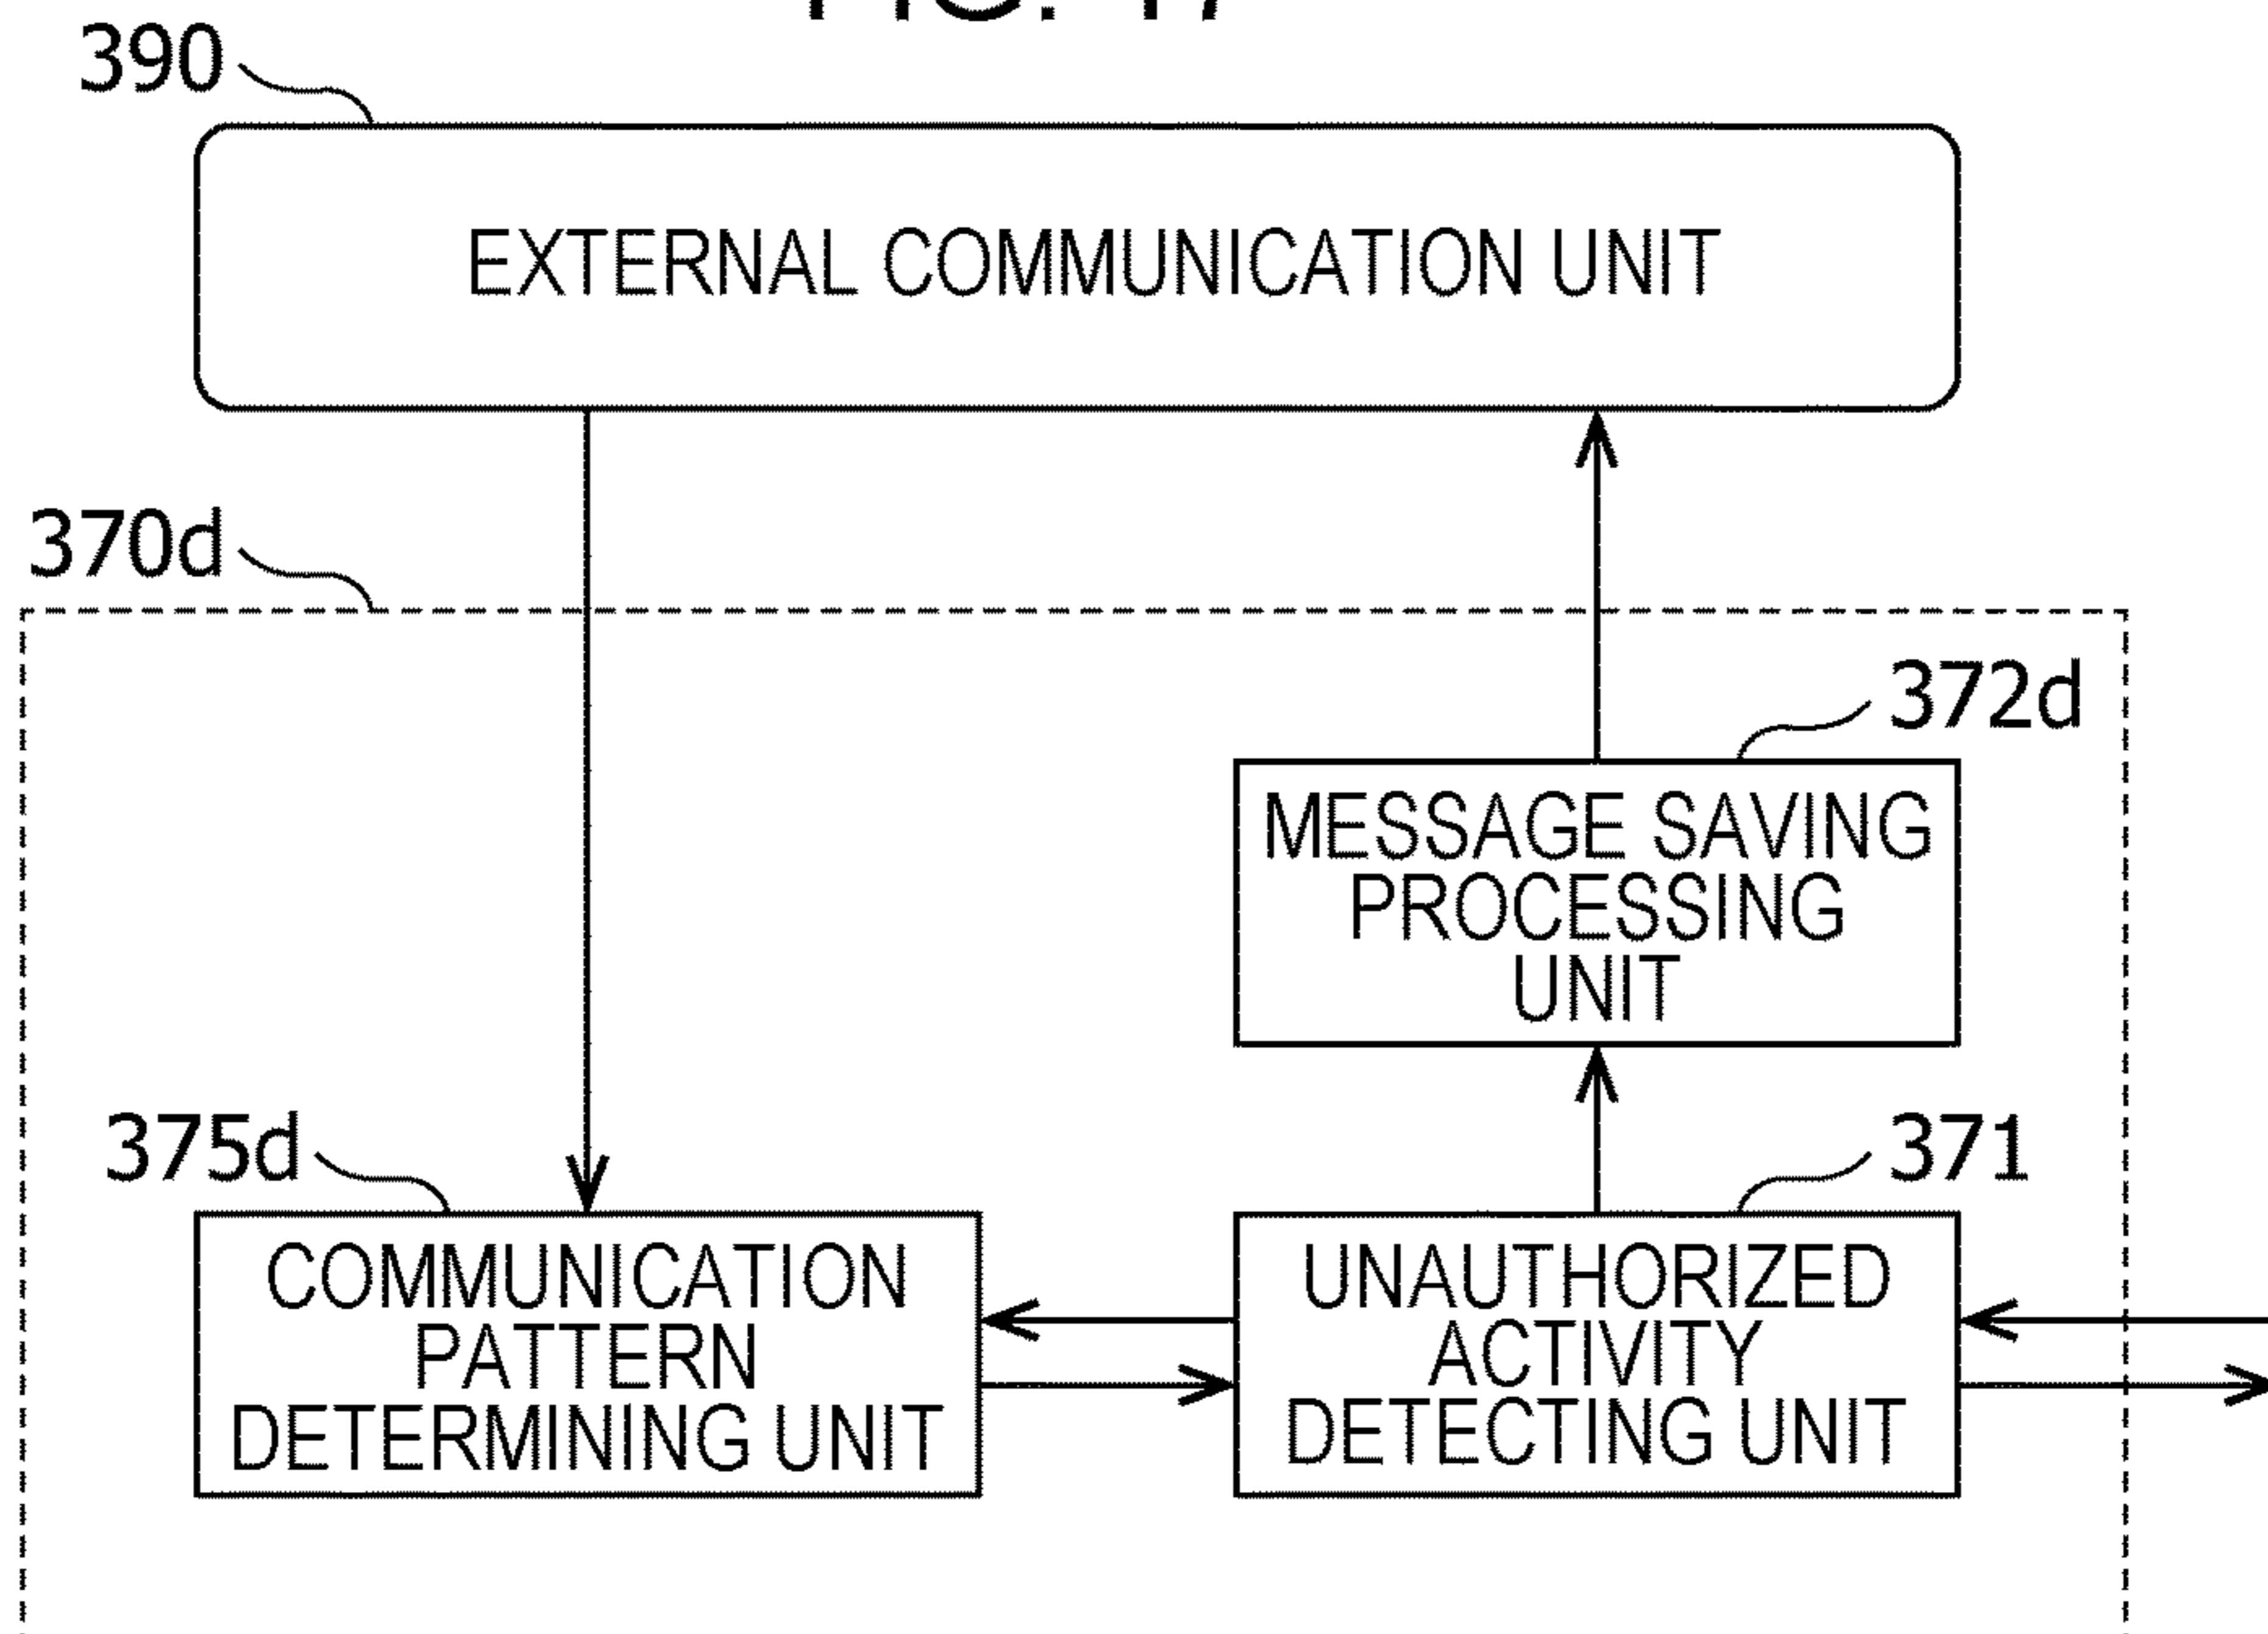 390
EXTERNAL COMMUNICATION UNIT
370d
372d
MESSAGE SAVING
PROCESSING
UNIT
375d
371
COMMUNICATION
PATTERN
DETERMINING UNIT
UNAUTHORIZED
ACTIVITY
DETECTING UNIT